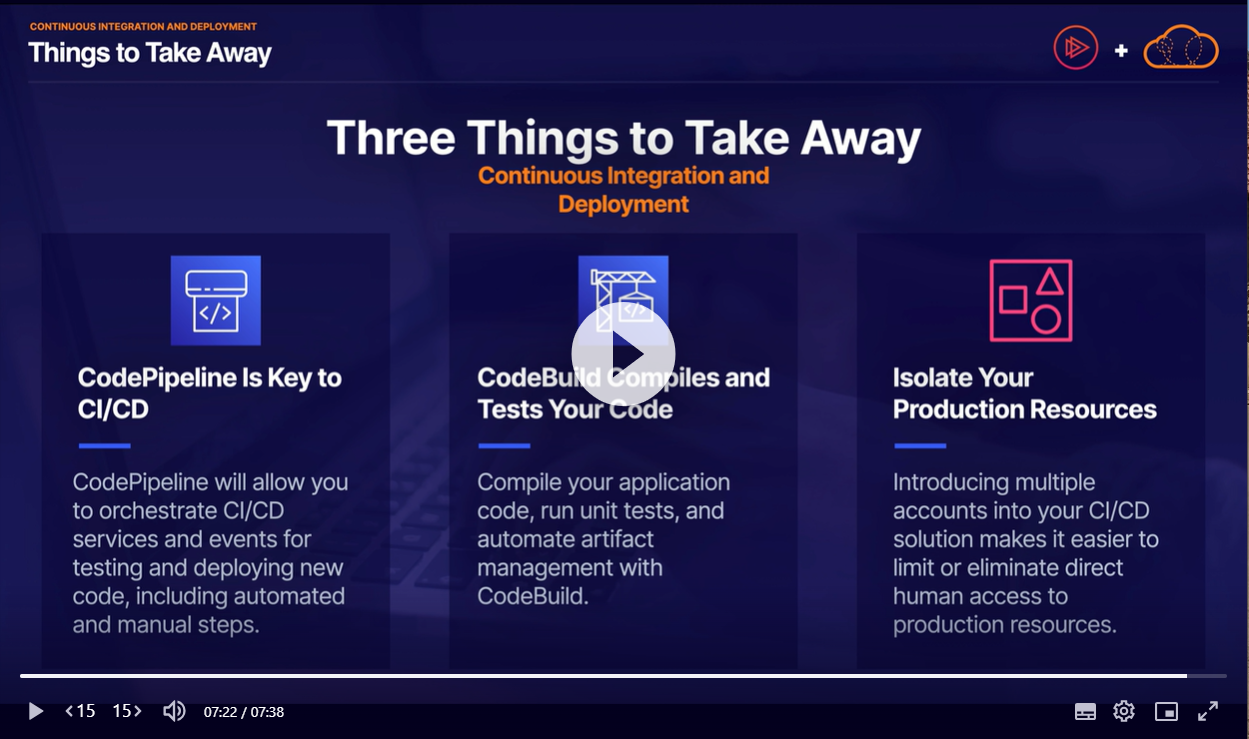 CONTINUOUS INTEGRATION AND DEPLOYMENT
Things to Take Away
+
Three Things to Take Away
Continuous Integration and
Deployment
</>
CodePipeline Is Key to
CI/CD
CodePipeline will allow you
to orchestrate CI/CD
services and events for
testing and deploying new
code, including automated
and manual steps.
</>
CodeBuild Compiles and
Tests Your Code
Compile your application
code, run unit tests, and
automate artifact
management with
CodeBuild.
Isolate Your
Production Resources
Introducing multiple
accounts into your CI/CD
solution makes it easier to
limit or eliminate direct
human access to
production resources.
<15 15> 07:22 / 07:38